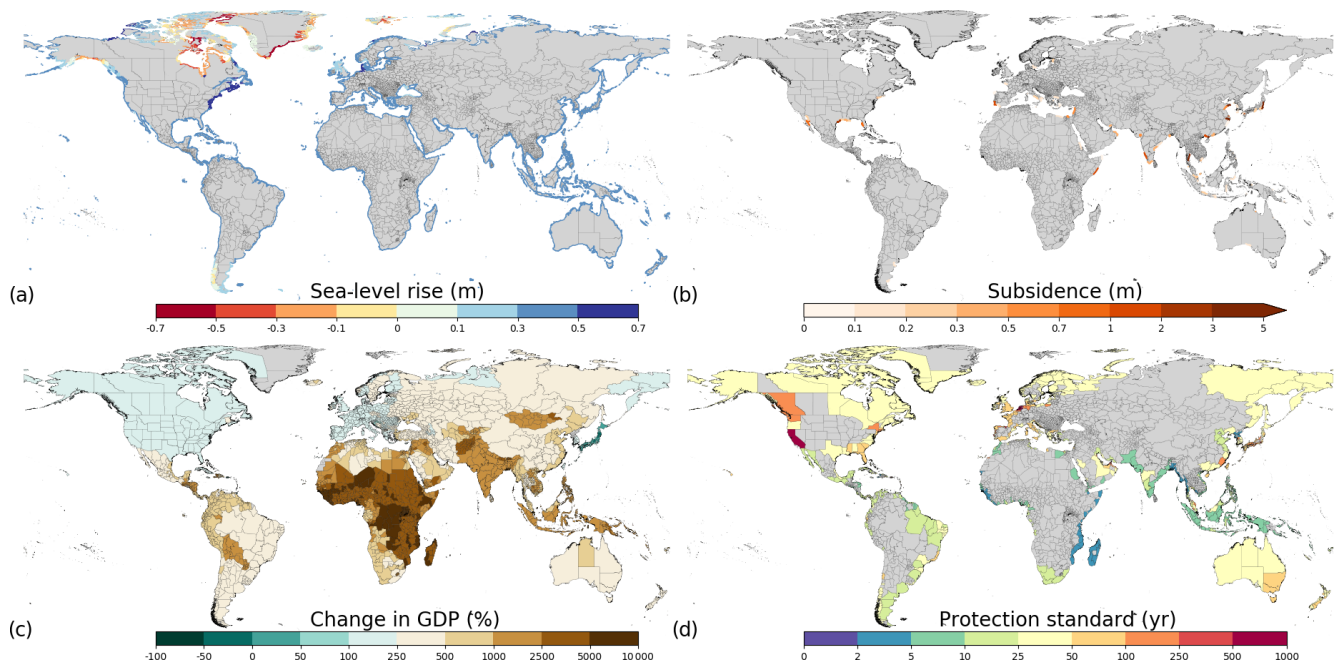 (a)
Sea-level rise (m)
-0.7 -0.5 -0.3 -0.1 0 0.1 0.3 0.5 0.7
(b)
Subsidence (m)
0 0.1 0.2 0.3 0.5 0.7 1 2 3 5
(c)
Change in GDP (%)
-100 -50 0 50 100 250 500 1000 2500 5000 10 000
(d)
Protection standard (yr)
0 2 5 10 25 50 100 250 500 1000